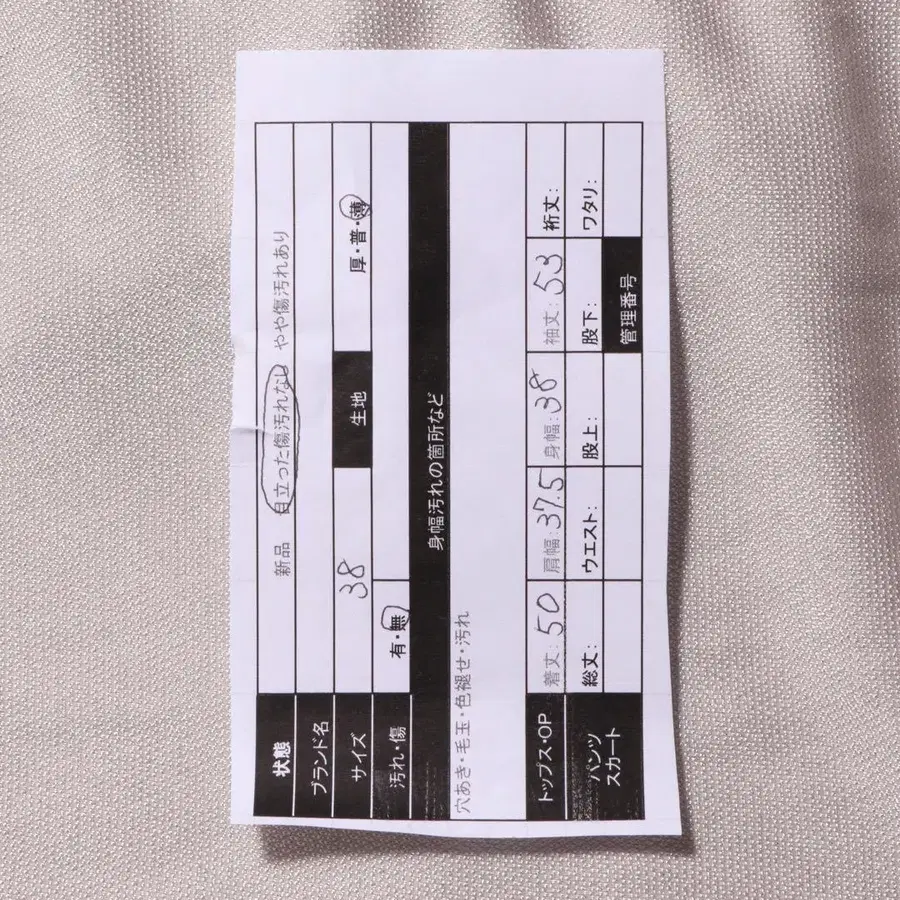 状態 新品 目立った傷汚れなし やや傷汚れあり
ブランド名
サイズ 38 生地 厚・普・薄
汚れ・傷 有・無
身幅汚れの箇所など
穴あき・毛玉・色褪せ・汚れ
トップス・OP 着丈: 50 肩幅: 37.5 身幅: 38 袖丈: 53 裄丈:
パンツ スカート 総丈: ウエスト: 股上: 股下: ワタリ:
管理番号